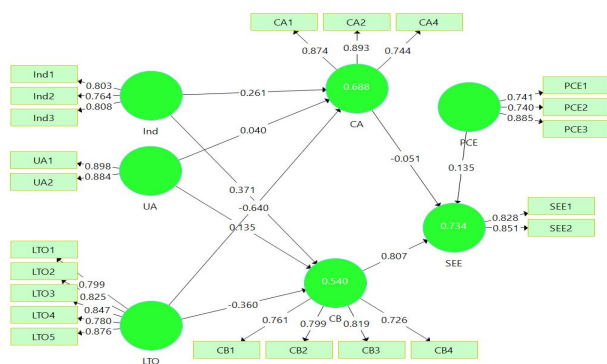 CA1
CA2
CA4
0.874
0.893
0.744
Ind1
Ind2
Ind3
0.803
0.764
0.808
Ind
0.261
0.688
CA
PCE1
PCE2
PCE3
0.741
0.740
0.885
PCE
0.040
-0.051
0.135
UA1
UA2
0.898
0.884
UA
0.371
-0.640
0.135
SEE1
SEE2
0.828
0.851
0.734
SEE
LTO1
LTO2
LTO3
LTO4
LTO5
0.799
0.825
0.847
0.780
0.876
LTO
-0.360
0.807
0.540
CB
0.761
0.799
0.819
0.726
CB1
CB2
CB3
CB4